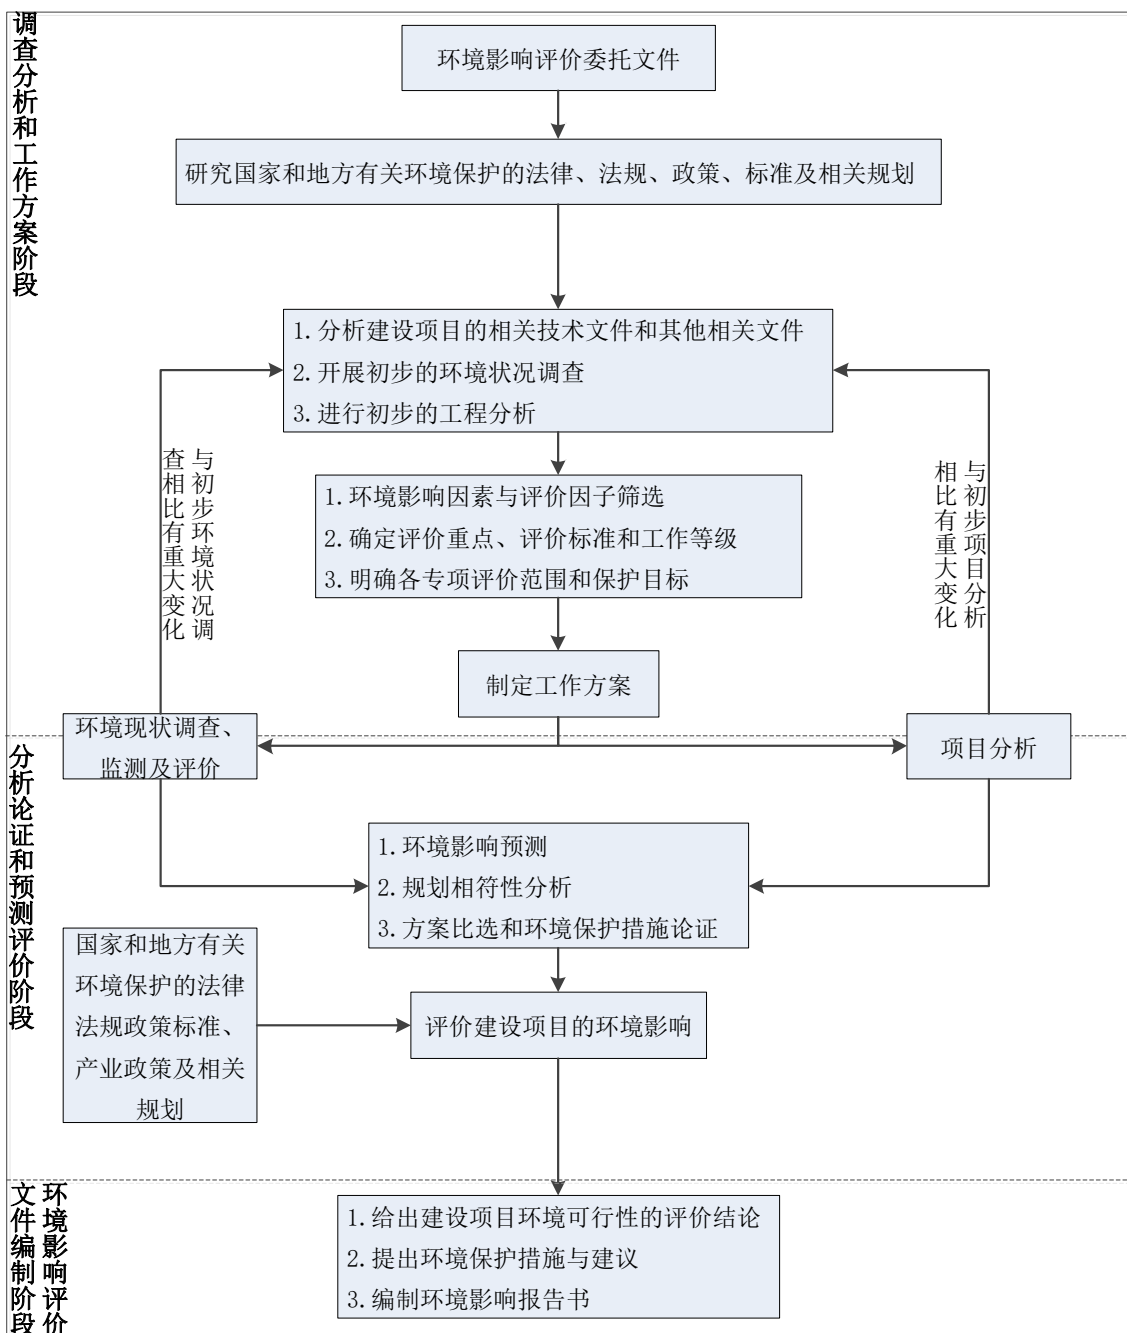 调查分析和工作方案阶段
环境影响评价委托文件
研究国家和地方有关环境保护的法律、法规、政策、标准及相关规划
1.分析建设项目的相关技术文件和其他相关文件
2.开展初步的环境状况调查
3.进行初步的工程分析
与初步环境状况调
查相比有重大变化
与初步项目分析
相比有重大变化
1.环境影响因素与评价因子筛选
2.确定评价重点、评价标准和工作等级
3.明确各专项评价范围和保护目标
制定工作方案
环境现状调查、
监测及评价
项目分析
分析论证和预测评价阶段
1.环境影响预测
2.规划相符性分析
3.方案比选和环境保护措施论证
国家和地方有关
环境保护的法律
法规政策标准、
产业政策及相关
规划
评价建设项目的环境影响
环境影响评价
文件编制阶段
1.给出建设项目环境可行性的评价结论
2.提出环境保护措施与建议
3.编制环境影响报告书